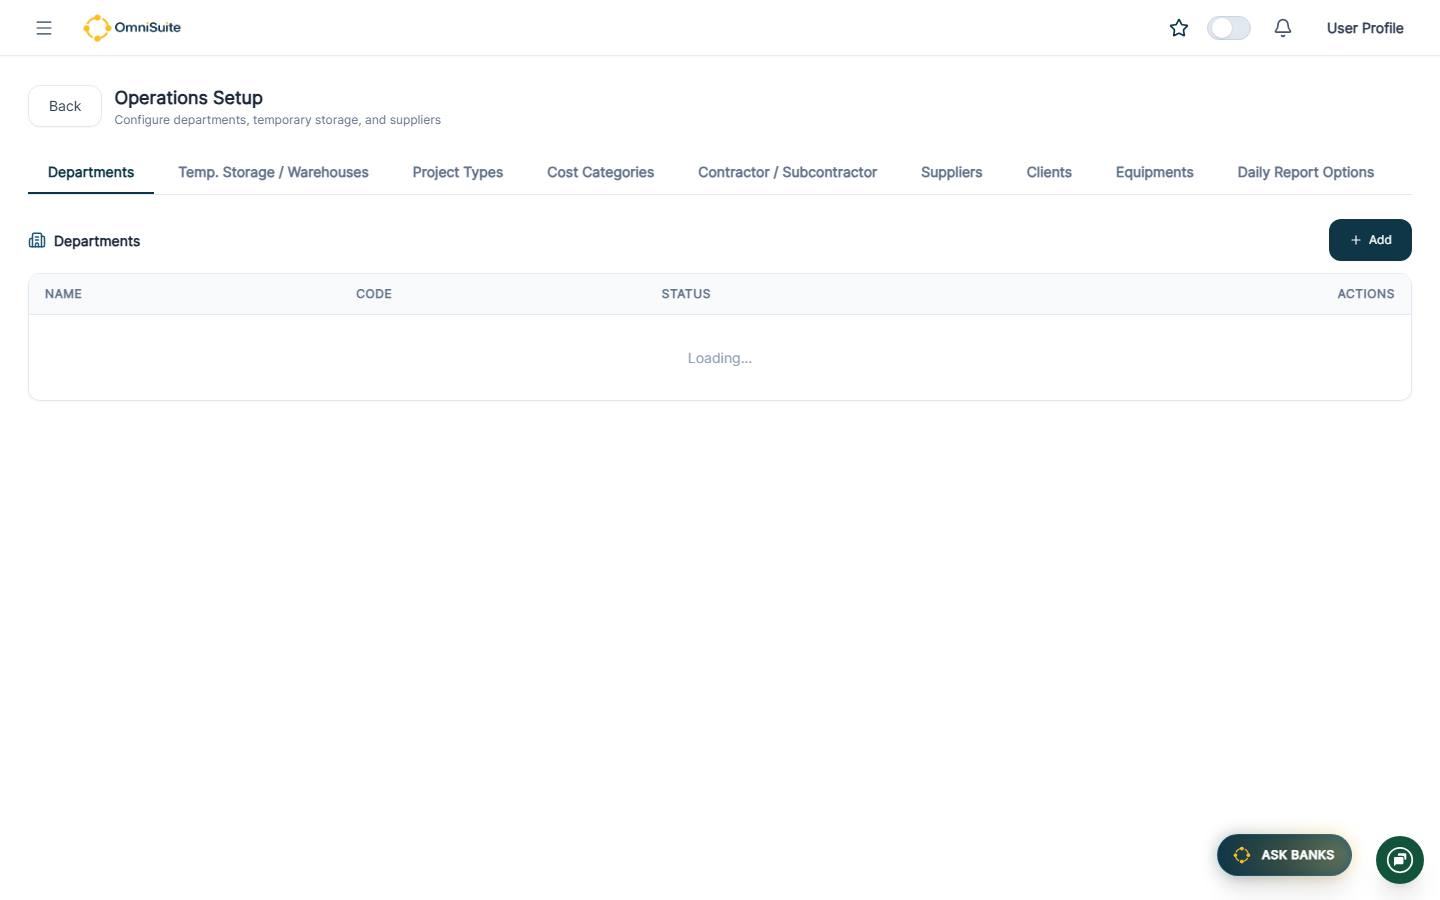 OmniSuite
User Profile
Back
Operations Setup
Configure departments, temporary storage, and suppliers
Departments
Temp. Storage / Warehouses
Project Types
Cost Categories
Contractor / Subcontractor
Suppliers
Clients
Equipments
Daily Report Options
Departments
+ Add
NAME
CODE
STATUS
ACTIONS
Loading...
ASK BANKS